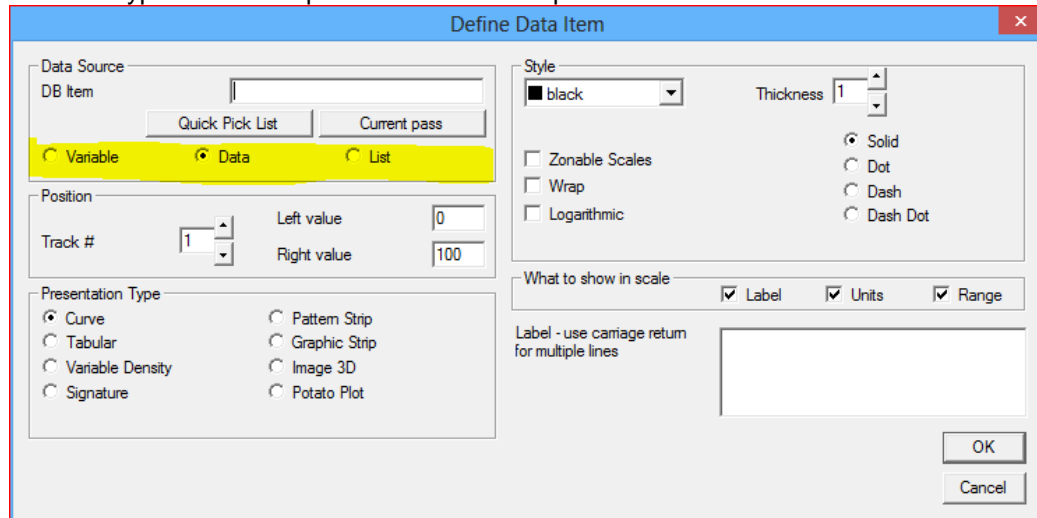 Define Data Item
Data Source
DB Item
Quick Pick List Current pass
Variable Data List
Position
Track # 1
Left value 0
Right value 100
Presentation Type
Curve Pattern Strip
Tabular Graphic Strip
Variable Density Image 3D
Signature Potato Plot
Style
black Thickness 1
Solid
Zonable Scales Dot
Wrap Dash
Logarithmic Dash Dot
What to show in scale
Label Units Range
Label - use carriage return
for multiple lines
OK
Cancel